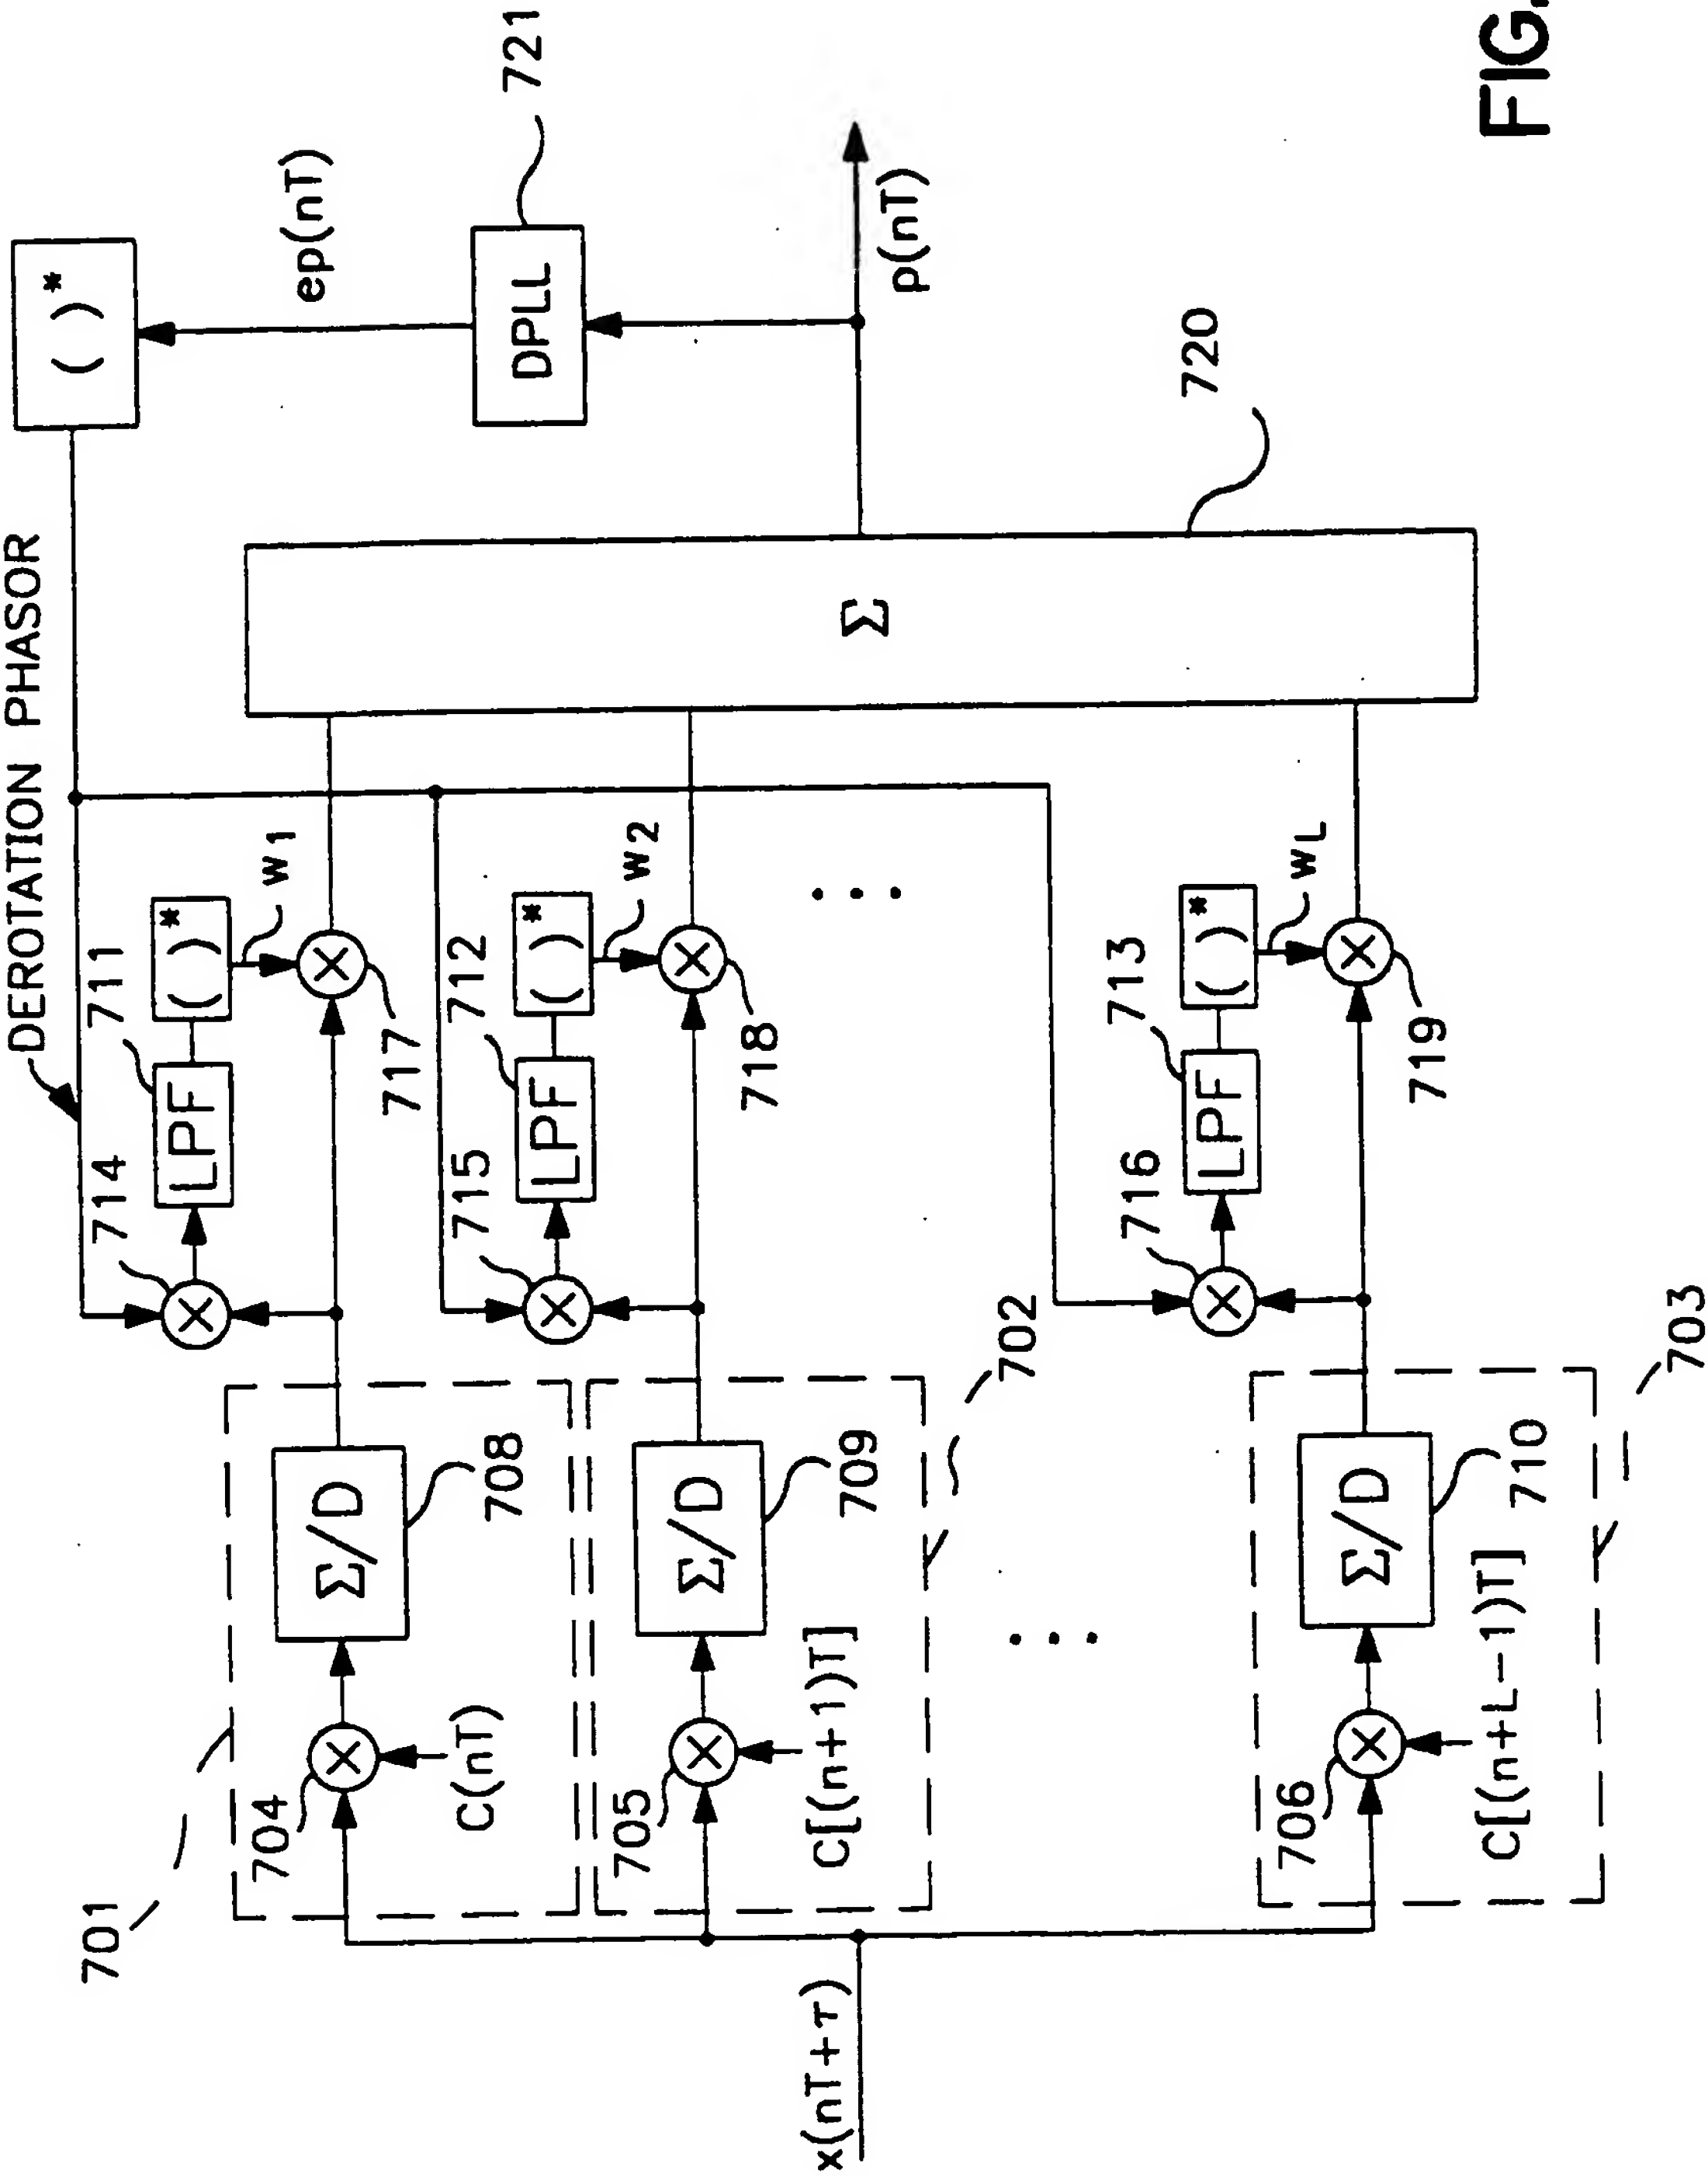 DEROTATION PHASOR
( )*
ep(nT)
721
DPLL
p(nT)
714
711
LPF
( )*
w1
717
715
712
LPF
( )*
w2
718
...
716
713
LPF
( )*
wL
719
Σ
720
701
704
C(nT)
Σ/D
708
705
C[(n+1)T]
Σ/D
709
702
...
706
C[(n+L-1)T]
Σ/D
710
703
x(nT+τ)
FIG.